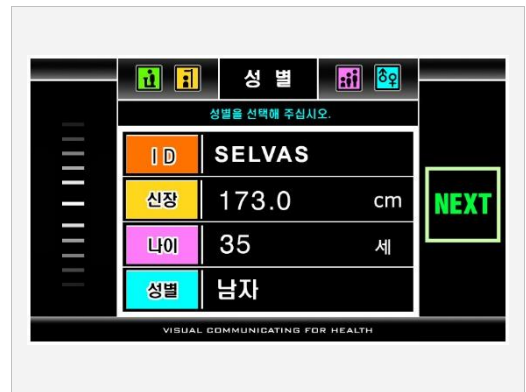 성별
성별을 선택해 주십시오.
ID SELVAS
신장 173.0 cm
나이 35 세
성별 남자
NEXT
VISUAL COMMUNICATING FOR HEALTH